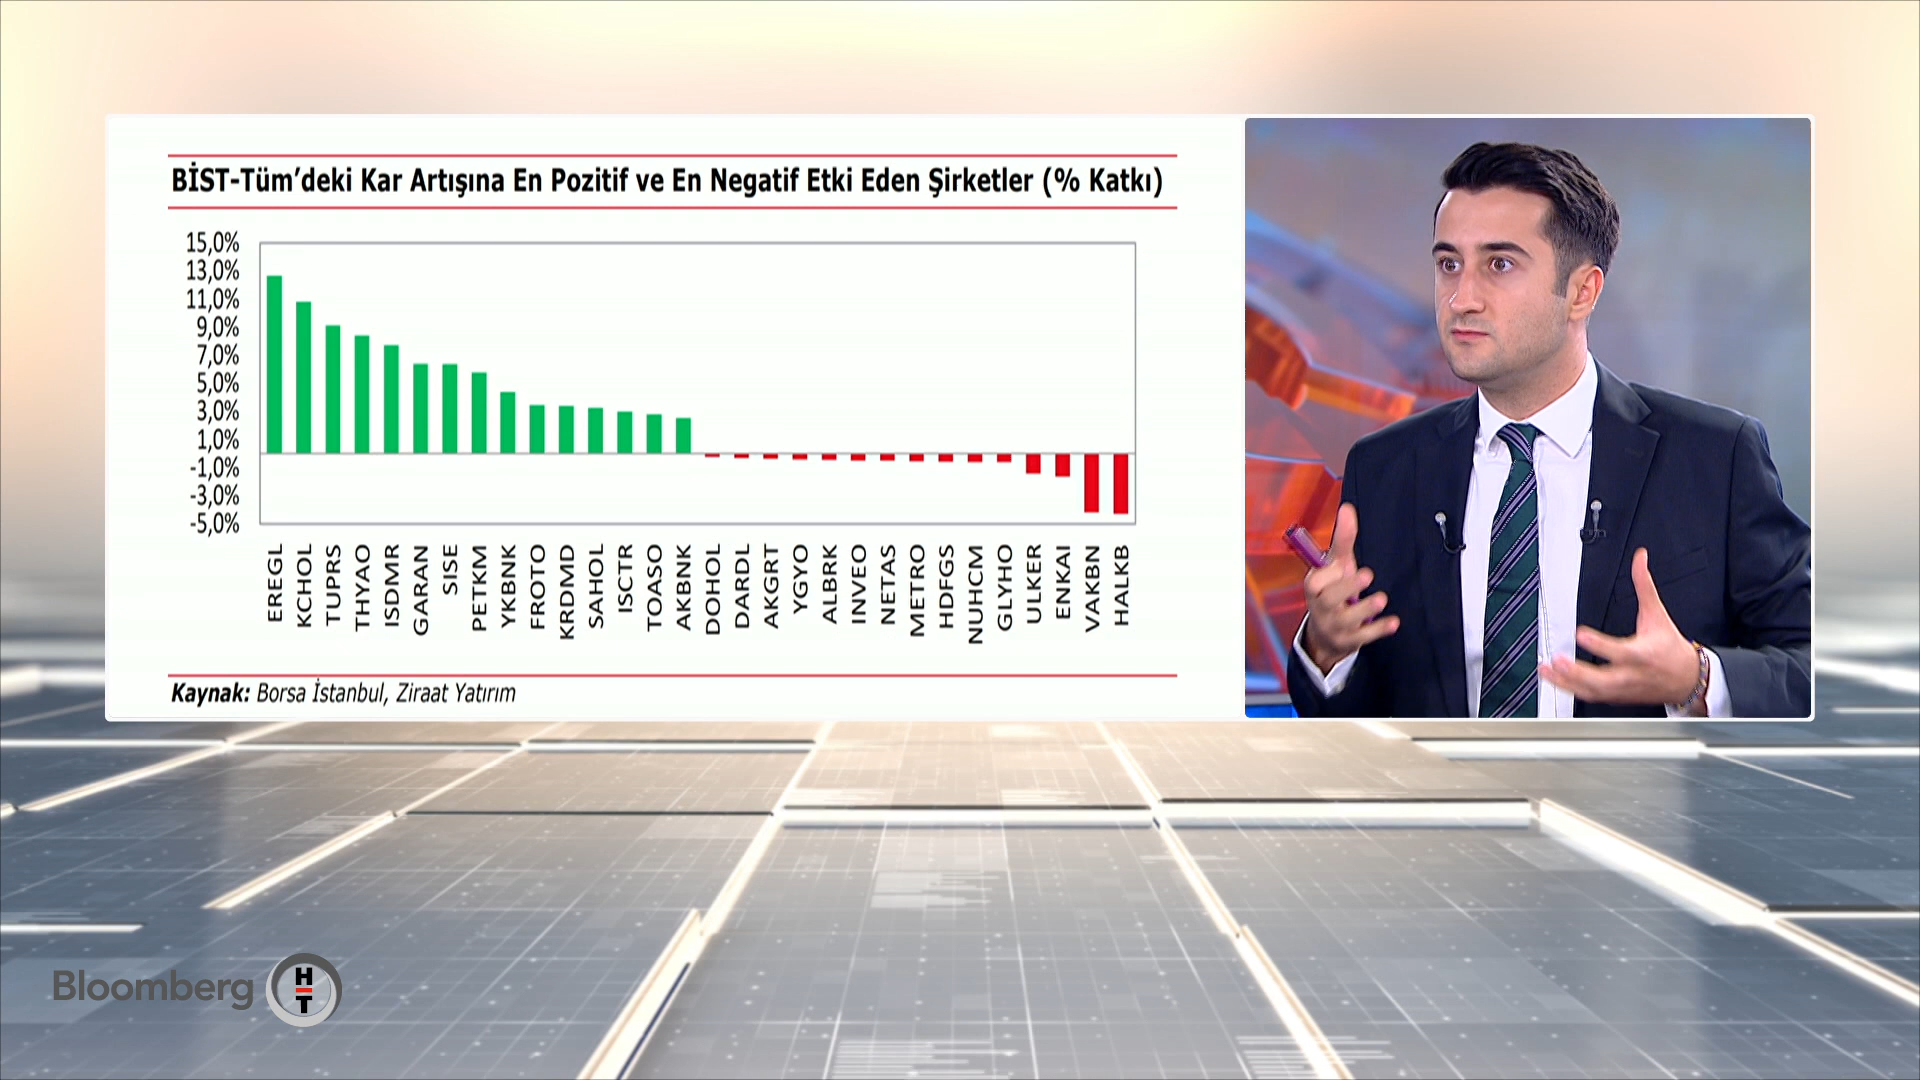 BİST-Tüm'deki Kar Artışına En Pozitif ve En Negatif Etki Eden Şirketler (% Katkı)
15,0%
13,0%
11,0%
9,0%
7,0%
5,0%
3,0%
1,0%
-1,0%
-3,0%
-5,0%
EREGL
KCHOL
TUPRS
THYAO
ISDMR
GARAN
SISE
PETKM
YKBNK
FROTO
KRDMD
SAHOL
ISCTR
TOASO
AKBNK
DOHOL
DARDL
AKGRT
YGYO
ALBRK
INVEO
NETAS
METRO
HDFGS
NUHCM
GLYHO
ULKER
ENKAI
VAKBN
HALKB
Kaynak: Borsa İstanbul, Ziraat Yatırım
Bloomberg HT